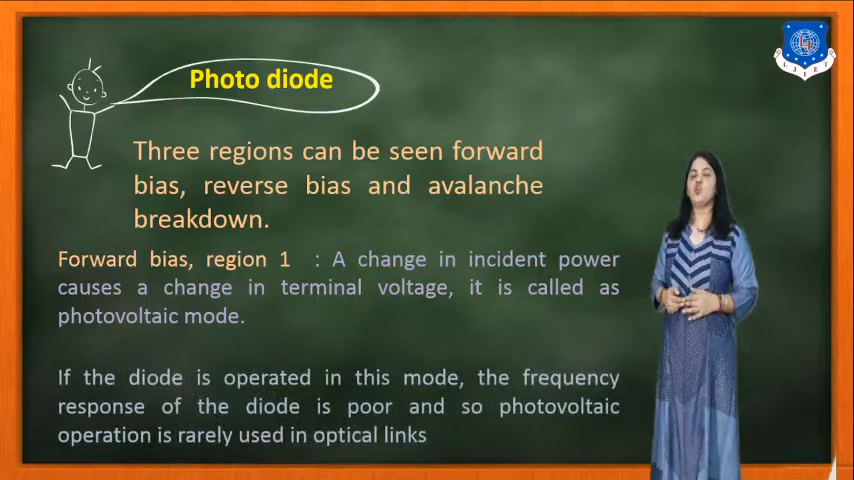 Photo diode
Three regions can be seen forward
bias, reverse bias and avalanche
breakdown.
Forward bias, region 1 : A change in incident power
causes a change in terminal voltage, it is called as
photovoltaic mode.
If the diode is operated in this mode, the frequency
response of the diode is poor and so photovoltaic
operation is rarely used in optical links
LJIET